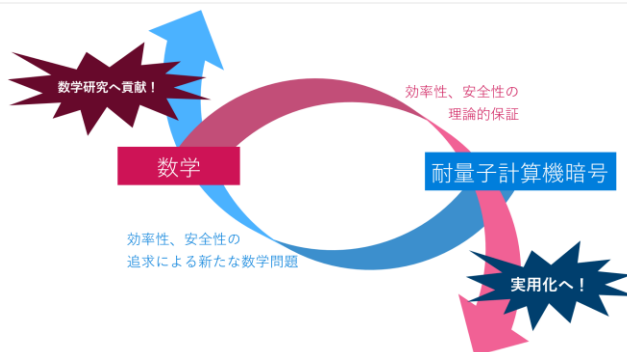 数学研究へ貢献！
効率性、安全性の
理論的保証
数学
耐量子計算機暗号
効率性、安全性の
追求による新たな数学問題
実用化へ！